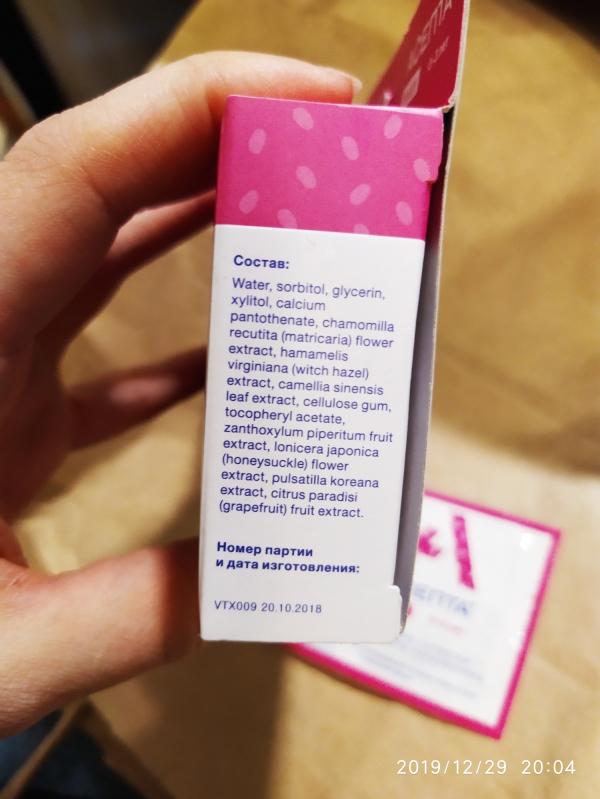 Состав:
Water, sorbitol, glycerin,
xylitol, calcium
pantothenate, chamomilla
recutita (matricaria) flower
extract, hamamelis
virginiana (witch hazel)
extract, camellia sinensis
leaf extract, cellulose gum,
tocopheryl acetate,
zanthoxylum piperitum fruit
extract, lonicera japonica
(honeysuckle) flower
extract, pulsatilla koreana
extract, citrus paradisi
(grapefruit) fruit extract.
Номер партии
и дата изготовления:
VTX009 20.10.2018
2019/12/29 20:04